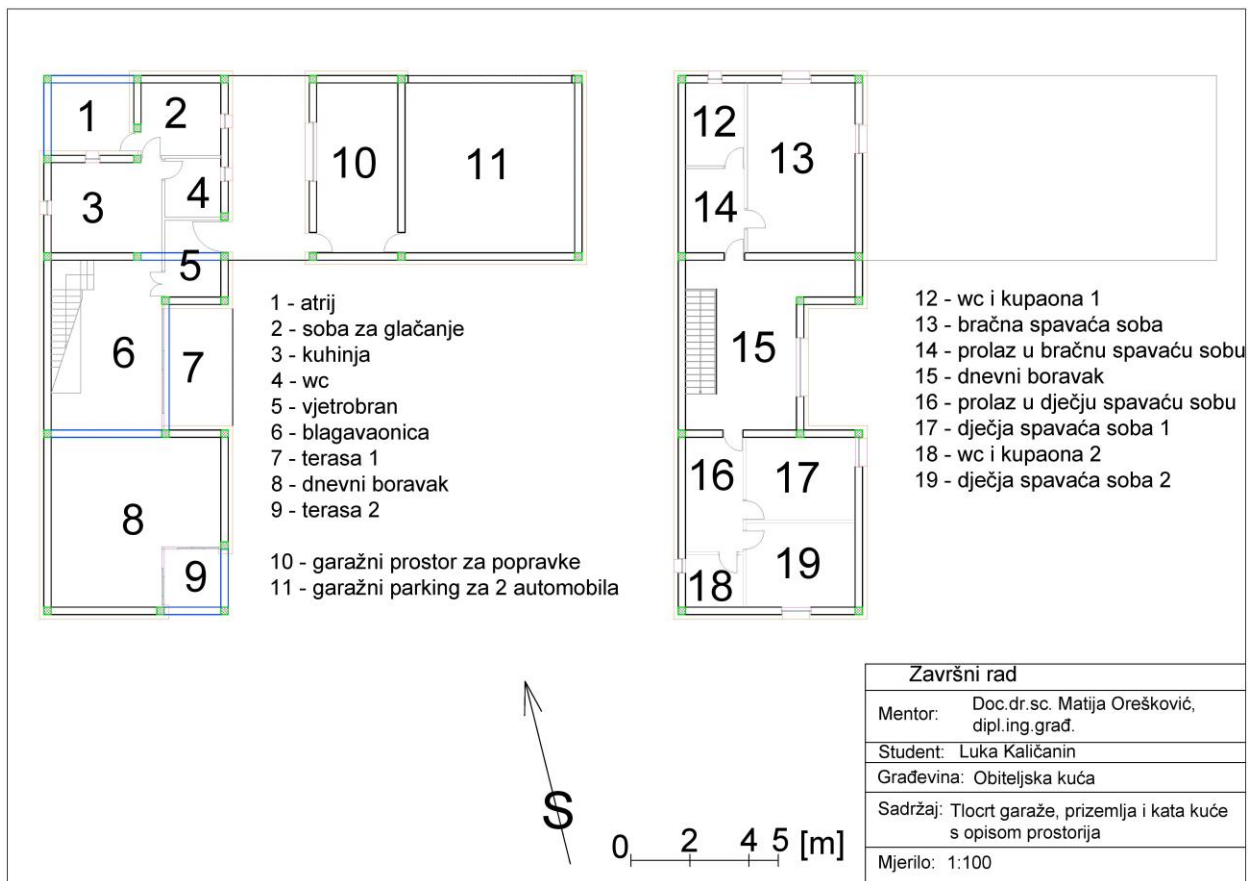 1
2
3
4
5
6
7
8
9
10
11
12
13
14
15
16
17
18
19
1 - atrij
2 - soba za glačanje
3 - kuhinja
4 - wc
5 - vjetrobran
6 - blagavaonica
7 - terasa 1
8 - dnevni boravak
9 - terasa 2
10 - garažni prostor za popravke
11 - garažni parking za 2 automobila
12 - wc i kupaona 1
13 - bračna spavaća soba
14 - prolaz u bračnu spavaću sobu
15 - dnevni boravak
16 - prolaz u dječju spavaću sobu
17 - dječja spavaća soba 1
18 - wc i kupaona 2
19 - dječja spavaća soba 2
S
0 2 4 5 [m]
Završni rad
Mentor: Doc.dr.sc. Matija Orešković,
dipl.ing.građ.
Student: Luka Kaličanin
Građevina: Obiteljska kuća
Sadržaj: Tlocrt garaže, prizemlja i kata kuće
s opisom prostorija
Mjerilo: 1:100